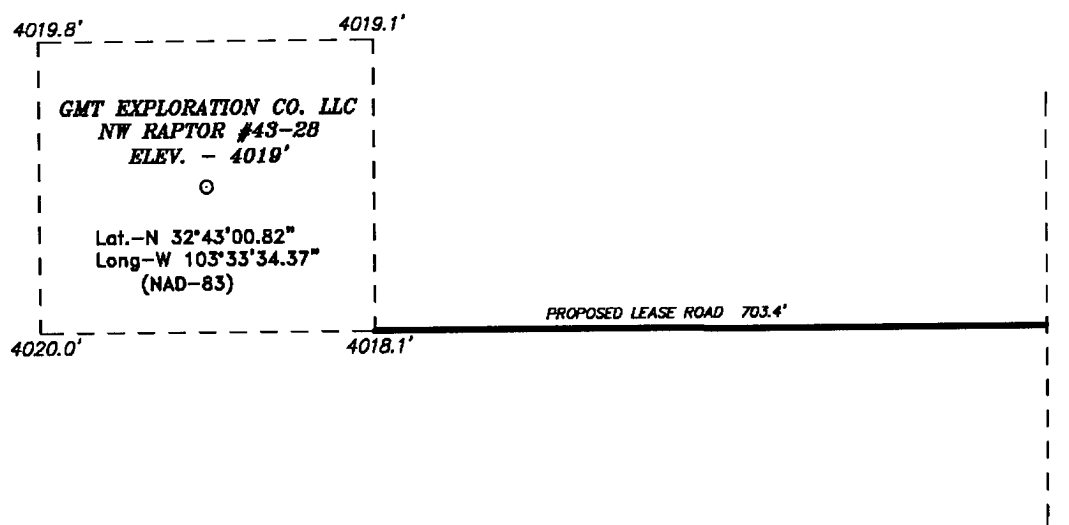 4019.8'
4019.1'
GMT EXPLORATION CO. LLC
NW RAPTOR #43-28
ELEV. - 4019'
Lat.-N 32°43'00.82"
Long-W 103°33'34.37"
(NAD-83)
PROPOSED LEASE ROAD 703.4'
4020.0'
4018.1'